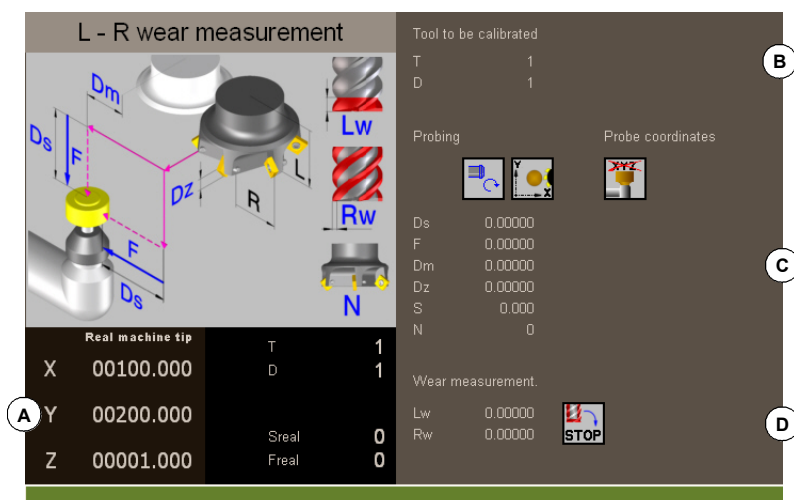 L - R wear measurement
Dm
Ds
F
Dz
L
R
F
Ds
Lw
Rw
N
Real machine tip
X 00100.000
Y 00200.000
Z 00001.000
T 1
D 1
Sreal 0
Freal 0
A
Tool to be calibrated
T 1
D 1
B
Probing
Probe coordinates
Y
X
XYZ
Ds 0.00000
F 0.00000
Dm 0.00000
Dz 0.00000
S 0.000
N 0
C
Wear measurement.
Lw 0.00000
Rw 0.00000
STOP
D